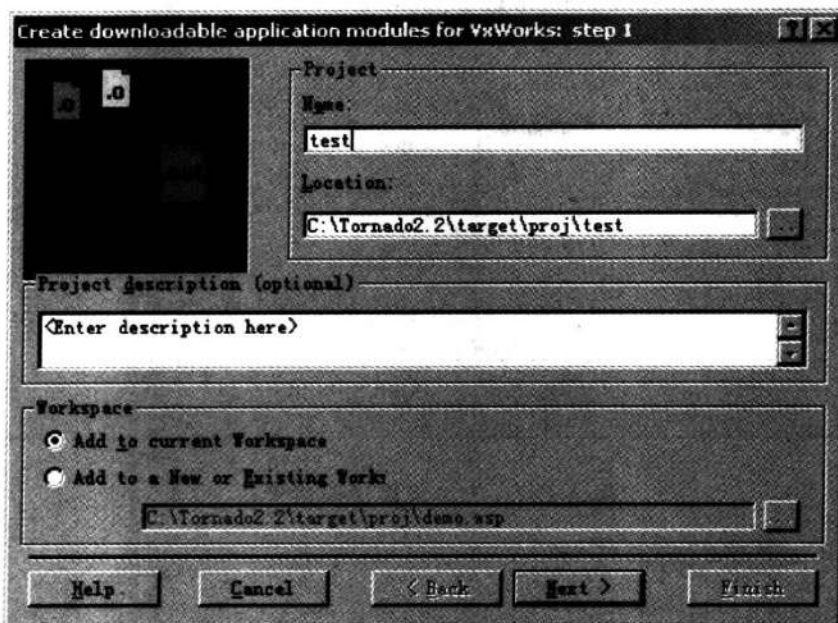 Create downloadable application modules for VxWorks: step 1
.o
.o
Project
Name:
test
Location:
C:\Tornado2.2\target\proj\test
..
Project description (optional)
<Enter description here>
Workspace
Add to current Workspace
Add to a New or Existing Works
C:\Tornado2.2\target\proj\demo.wsp
Help
Cancel
< Back
Next >
Finish